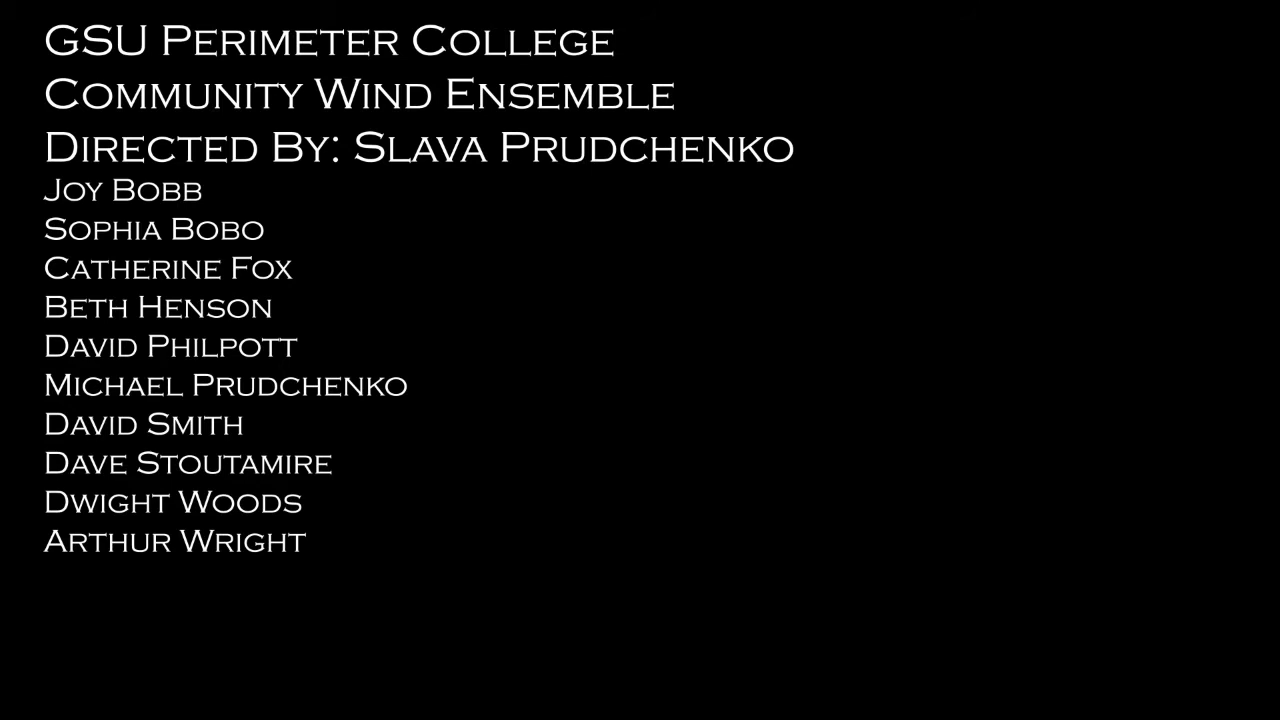 GSU Perimeter College
Community Wind Ensemble
Directed By: Slava Prudchenko
Joy Bobb
Sophia Bobo
Catherine Fox
Beth Henson
David Philpott
Michael Prudchenko
David Smith
Dave Stoutamire
Dwight Woods
Arthur Wright